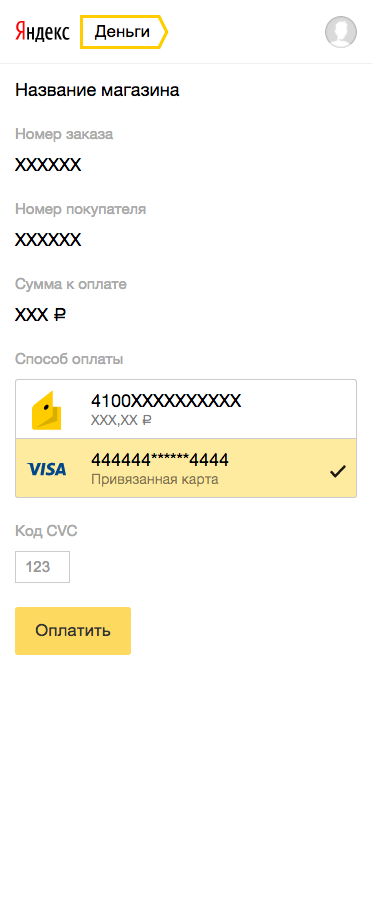 Яндекс Деньги
Название магазина
Номер заказа
XXXXXX
Номер покупателя
XXXXXX
Сумма к оплате
XXX ₽
Способ оплаты
4100XXXXXXXXXXX
XXX,XX ₽
VISA 444444******4444
Привязанная карта
Код CVC
123
Оплатить